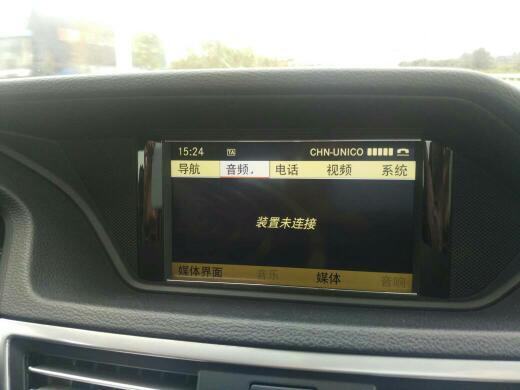 15:24 TA CHN-UNICO
导航 音频 电话 视频 系统
装置未连接
媒体界面 音乐 媒体 音响